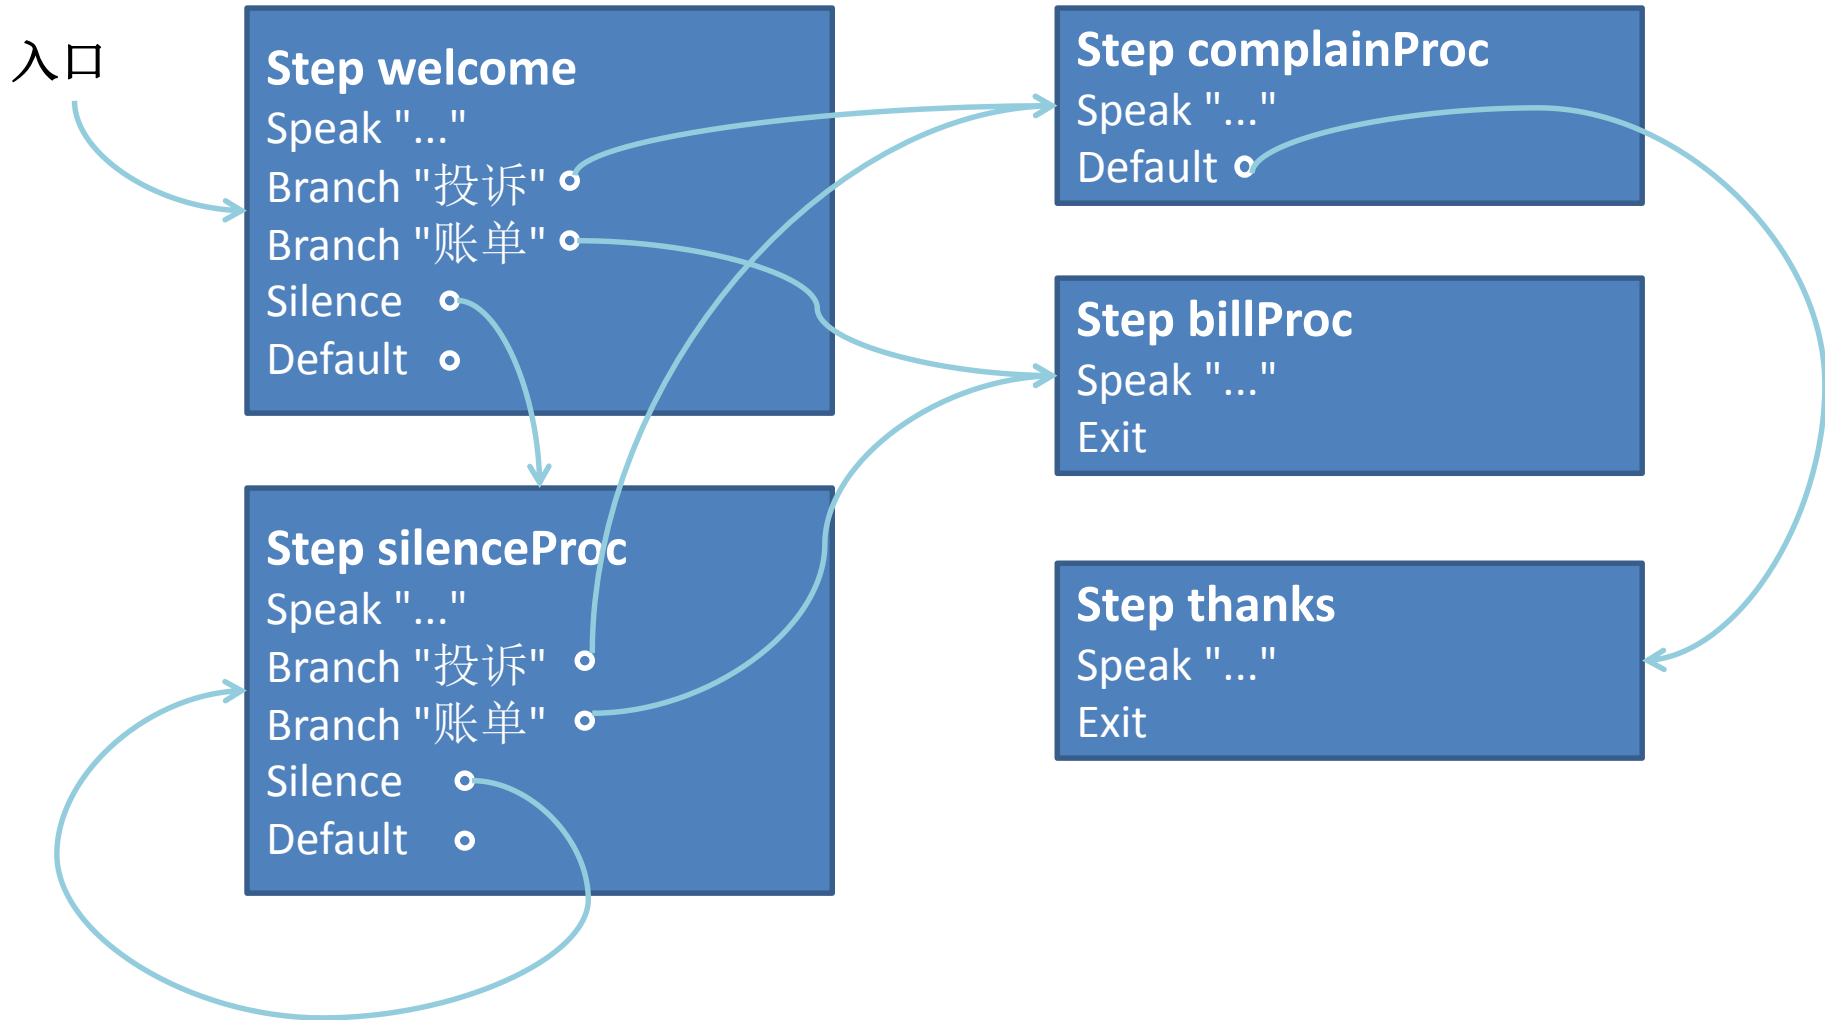 入口
Step welcome
Speak "..."
Branch "投诉"
Branch "账单"
Silence
Default
Step silenceProc
Speak "..."
Branch "投诉"
Branch "账单"
Silence
Default
Step complainProc
Speak "..."
Default
Step billProc
Speak "..."
Exit
Step thanks
Speak "..."
Exit